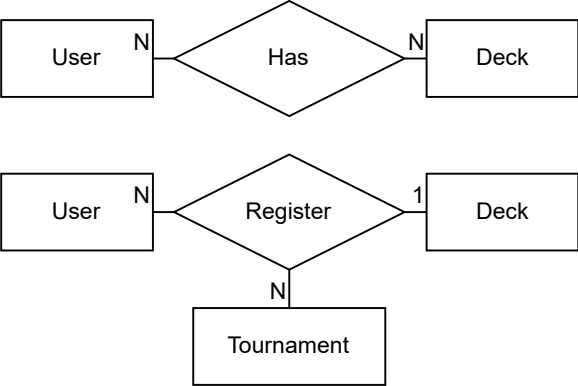 User
N
Has
N
Deck
User
N
Register
1
Deck
N
Tournament